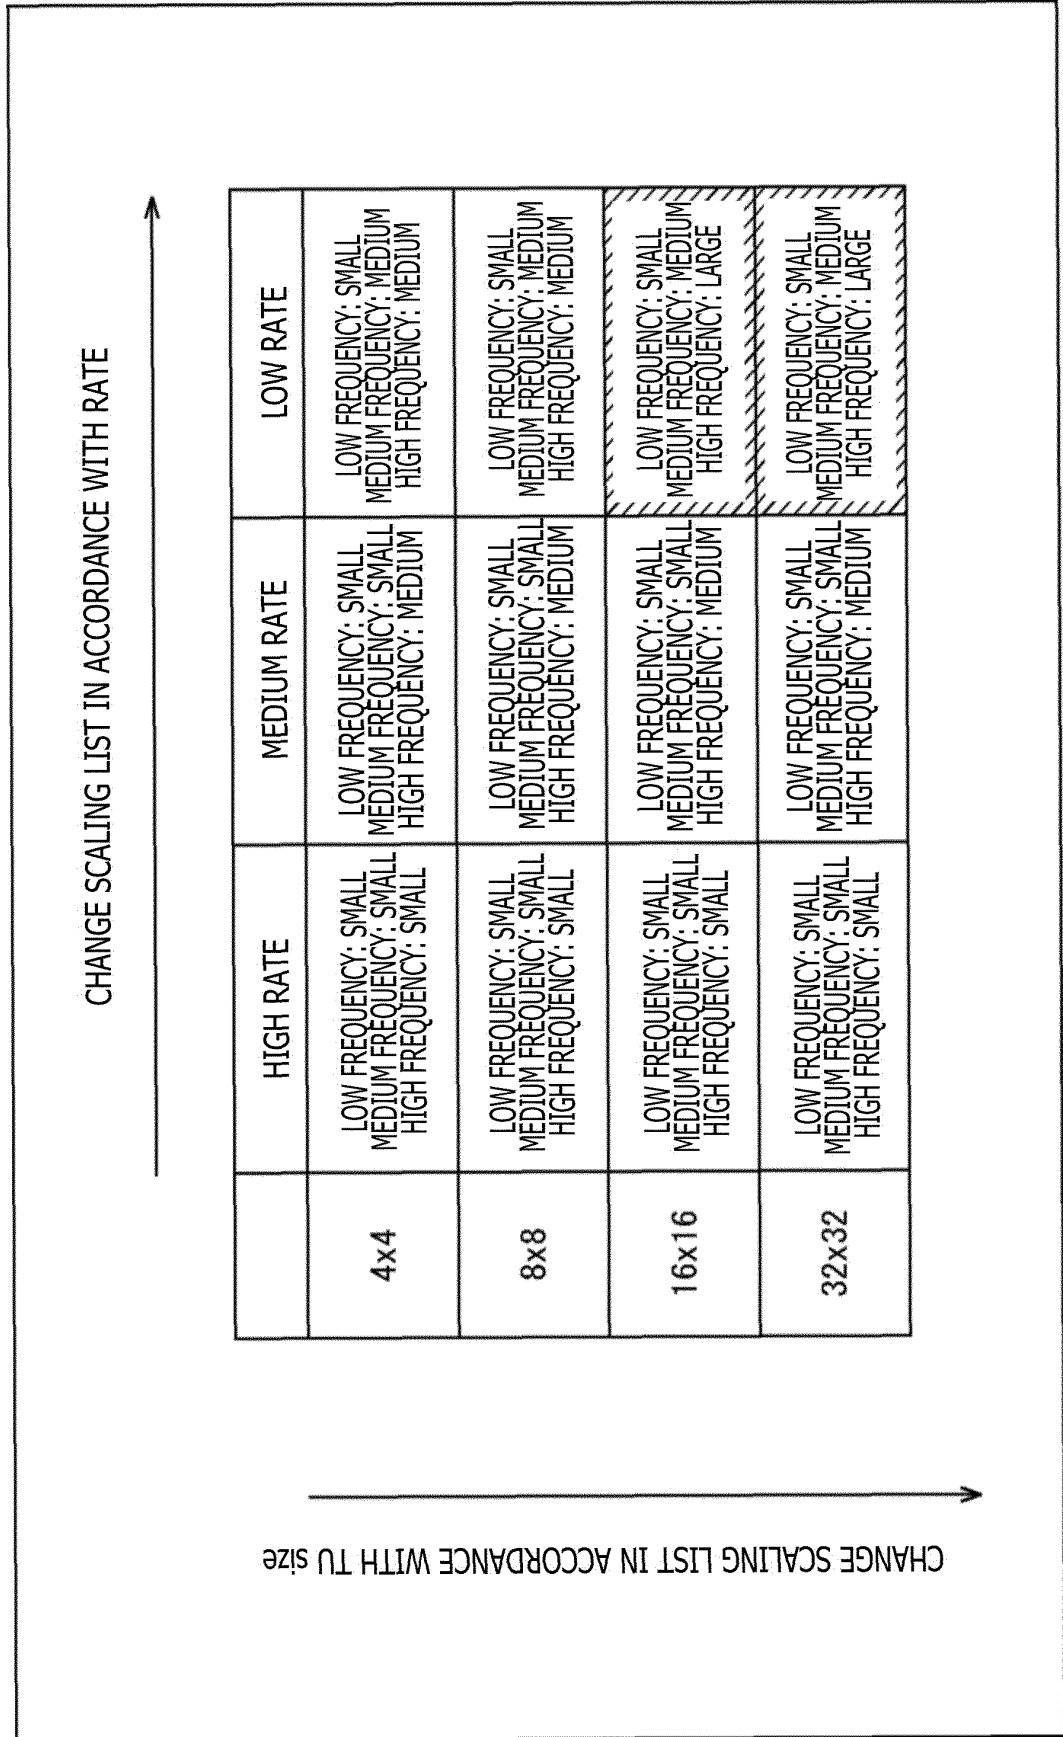 CHANGE SCALING LIST IN ACCORDANCE WITH RATE
HIGH RATE
MEDIUM RATE
LOW RATE
4x4
LOW FREQUENCY: SMALL
MEDIUM FREQUENCY: SMALL
HIGH FREQUENCY: SMALL
LOW FREQUENCY: SMALL
MEDIUM FREQUENCY: SMALL
HIGH FREQUENCY: MEDIUM
LOW FREQUENCY: SMALL
MEDIUM FREQUENCY: MEDIUM
HIGH FREQUENCY: MEDIUM
8x8
LOW FREQUENCY: SMALL
MEDIUM FREQUENCY: SMALL
HIGH FREQUENCY: SMALL
LOW FREQUENCY: SMALL
MEDIUM FREQUENCY: SMALL
HIGH FREQUENCY: MEDIUM
LOW FREQUENCY: SMALL
MEDIUM FREQUENCY: MEDIUM
HIGH FREQUENCY: MEDIUM
16x16
LOW FREQUENCY: SMALL
MEDIUM FREQUENCY: SMALL
HIGH FREQUENCY: SMALL
LOW FREQUENCY: SMALL
MEDIUM FREQUENCY: SMALL
HIGH FREQUENCY: MEDIUM
LOW FREQUENCY: SMALL
MEDIUM FREQUENCY: MEDIUM
HIGH FREQUENCY: LARGE
32x32
LOW FREQUENCY: SMALL
MEDIUM FREQUENCY: SMALL
HIGH FREQUENCY: SMALL
LOW FREQUENCY: SMALL
MEDIUM FREQUENCY: SMALL
HIGH FREQUENCY: MEDIUM
LOW FREQUENCY: SMALL
MEDIUM FREQUENCY: MEDIUM
HIGH FREQUENCY: LARGE
CHANGE SCALING LIST IN ACCORDANCE WITH TU size